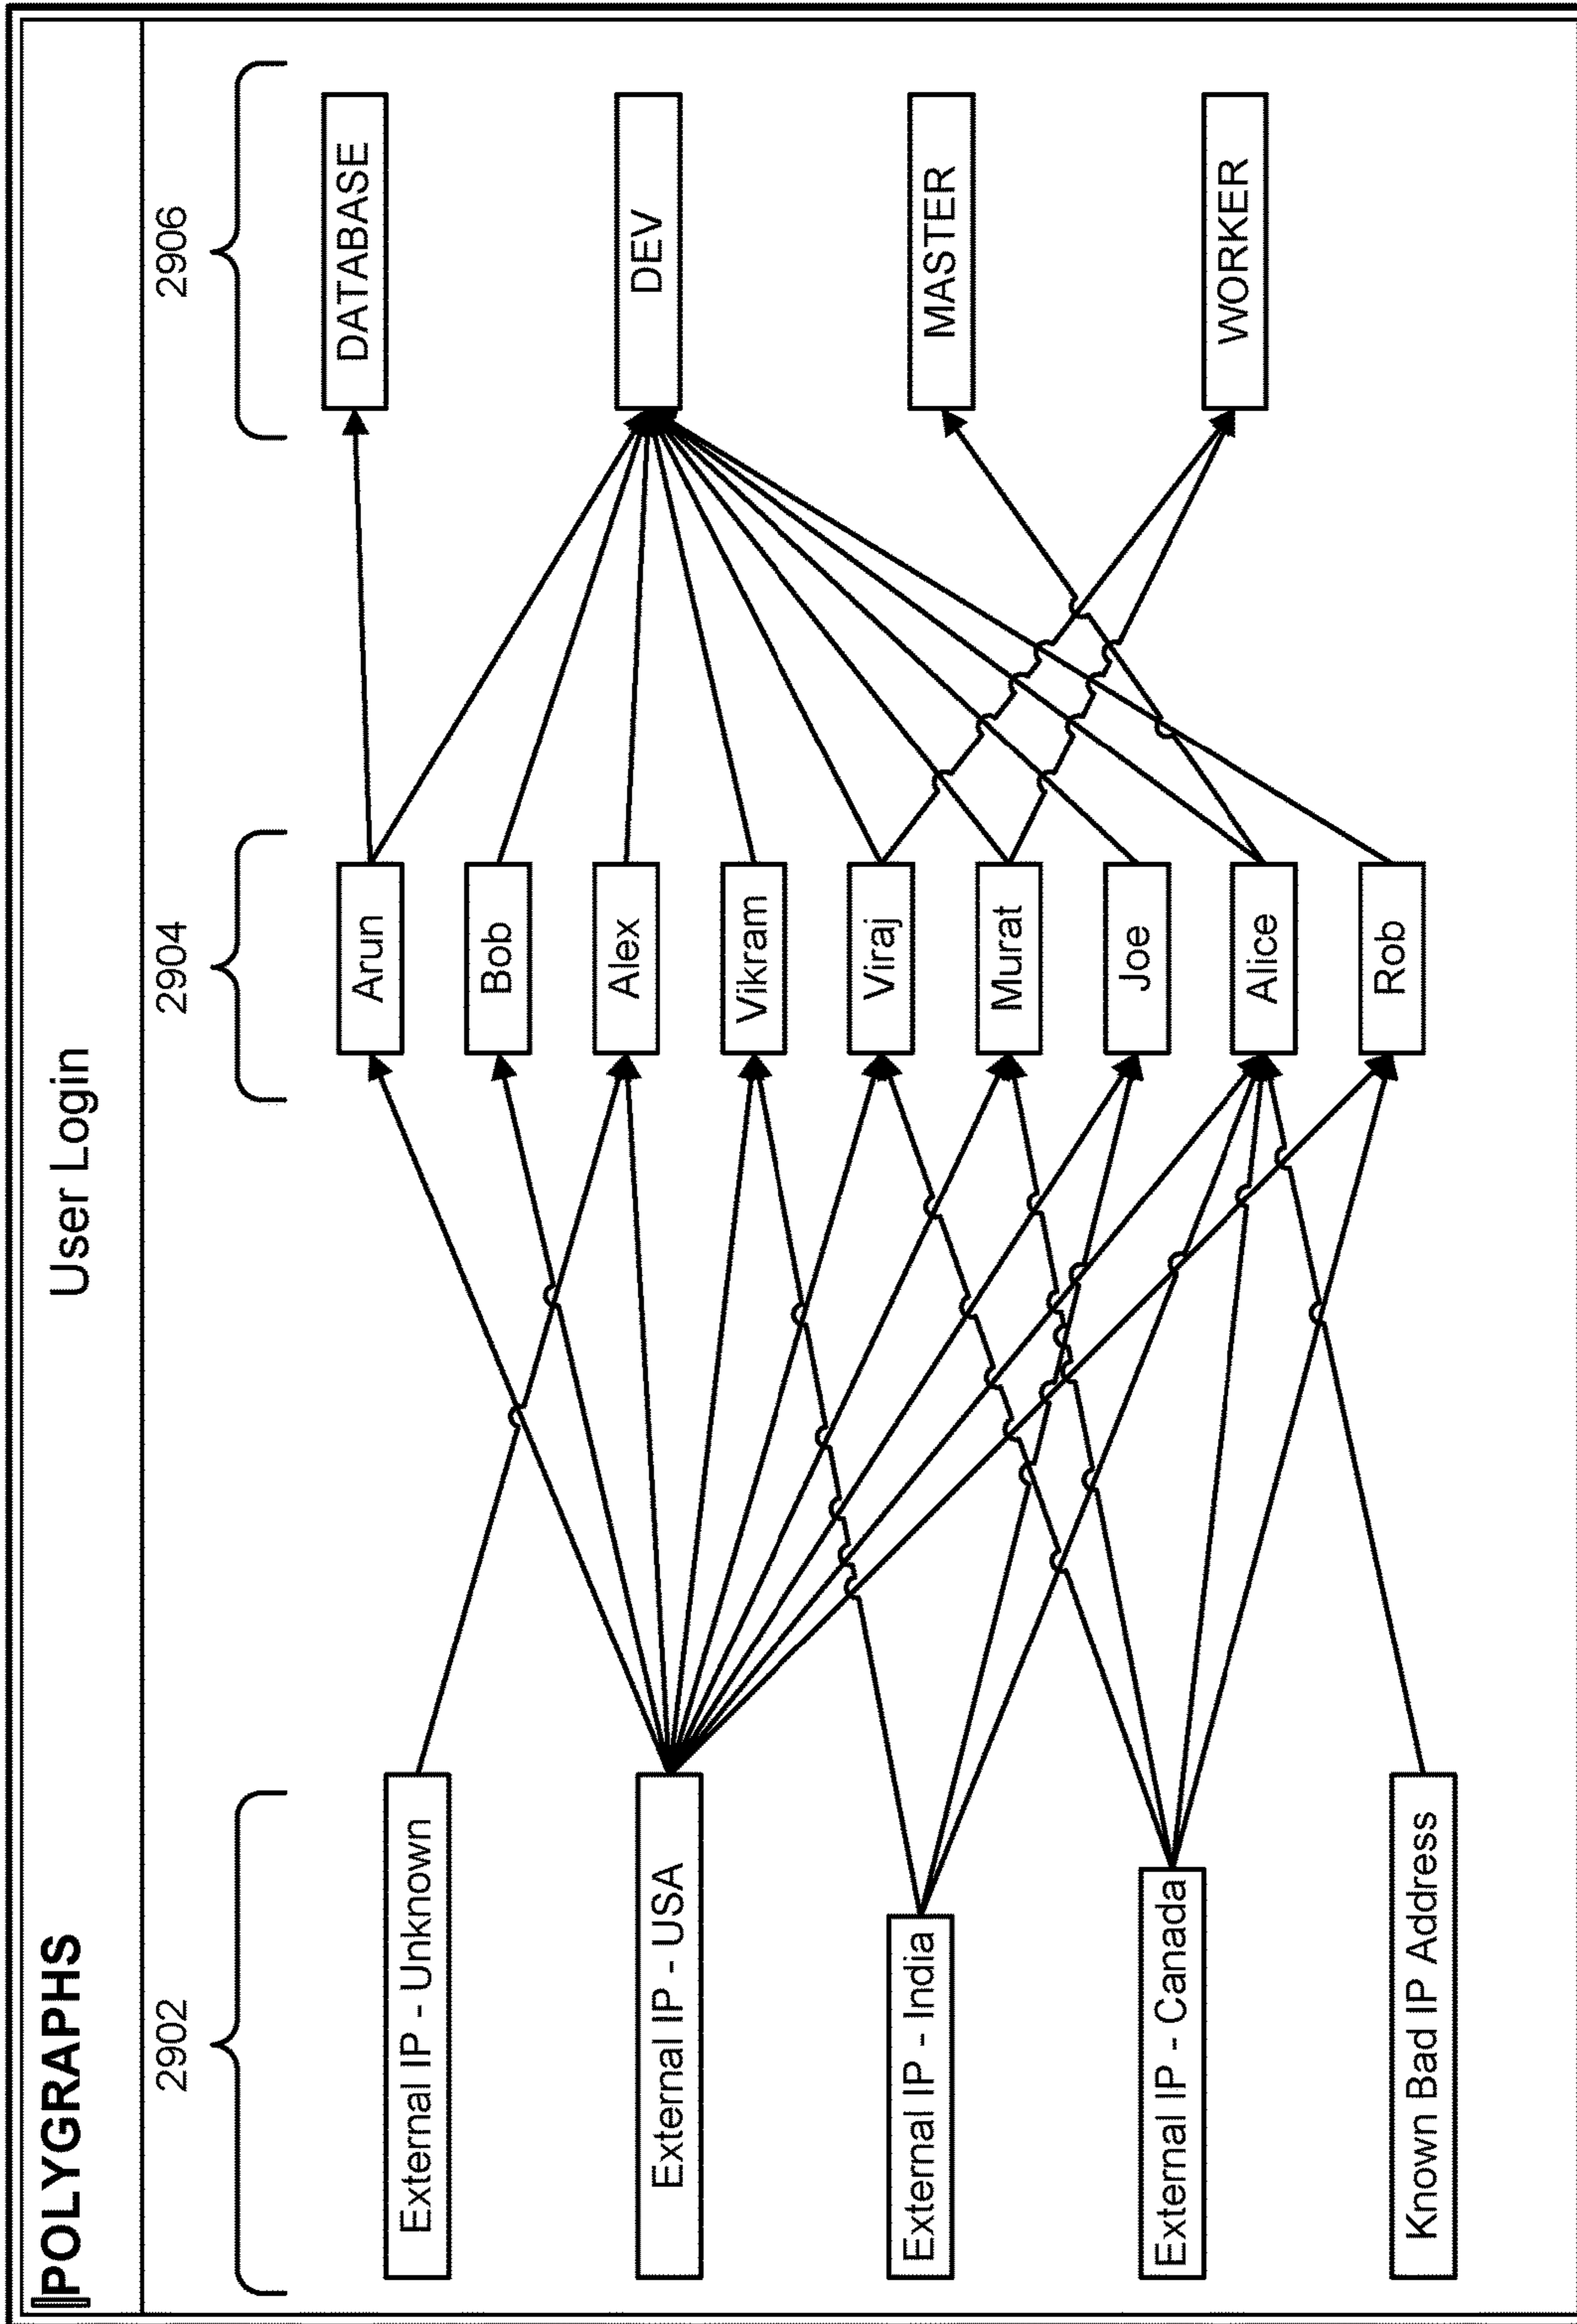 POLYGRAPHS
User Login
2902
2904
2906
External IP - Unknown
External IP - USA
External IP - India
External IP - Canada
Known Bad IP Address
Arun
Bob
Alex
Vikram
Viraj
Murat
Joe
Alice
Rob
DATABASE
DEV
MASTER
WORKER